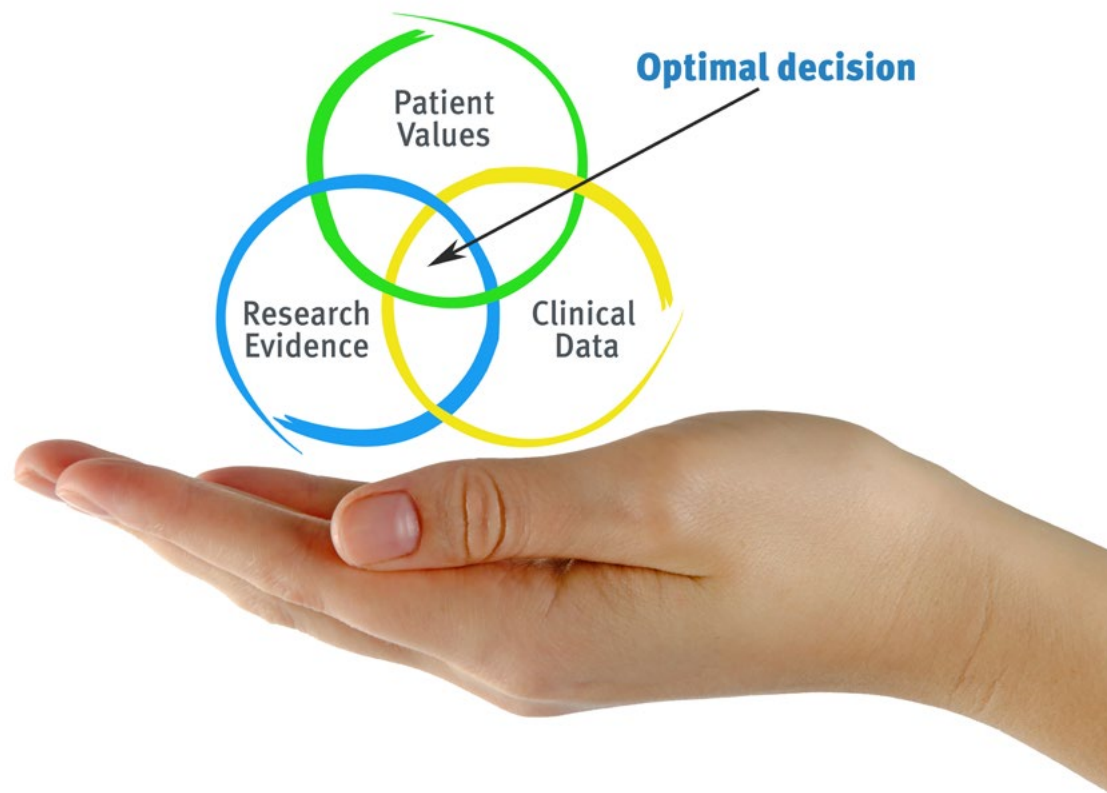 Optimal decision
Patient
Values
Research
Evidence
Clinical
Data